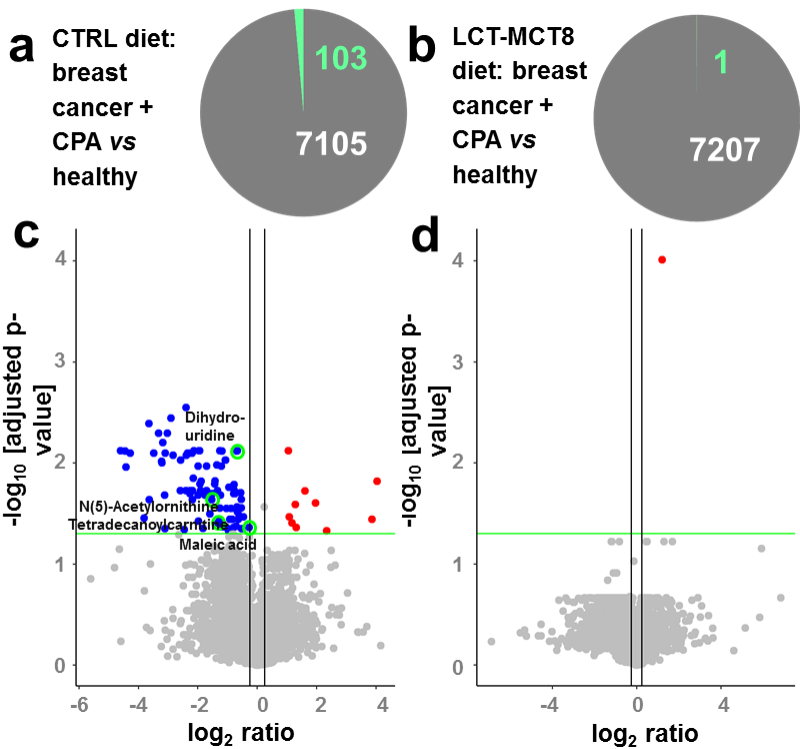 a
CTRL diet:
breast
cancer +
CPA vs
healthy
103
7105
b
LCT-MCT8
diet: breast
cancer +
CPA vs
healthy
1
7207
c
-log10 [adjusted p-
value]
4
3
2
1
0
Dihydro-
uridine
N(5)-Acetylornithine
Tetradecanoylcarnitine
Maleic acid
-6
-4
-2
0
2
4
log2 ratio
d
-log10 [adjusted p-
value]
4
3
2
1
0
-4
0
4
log2 ratio